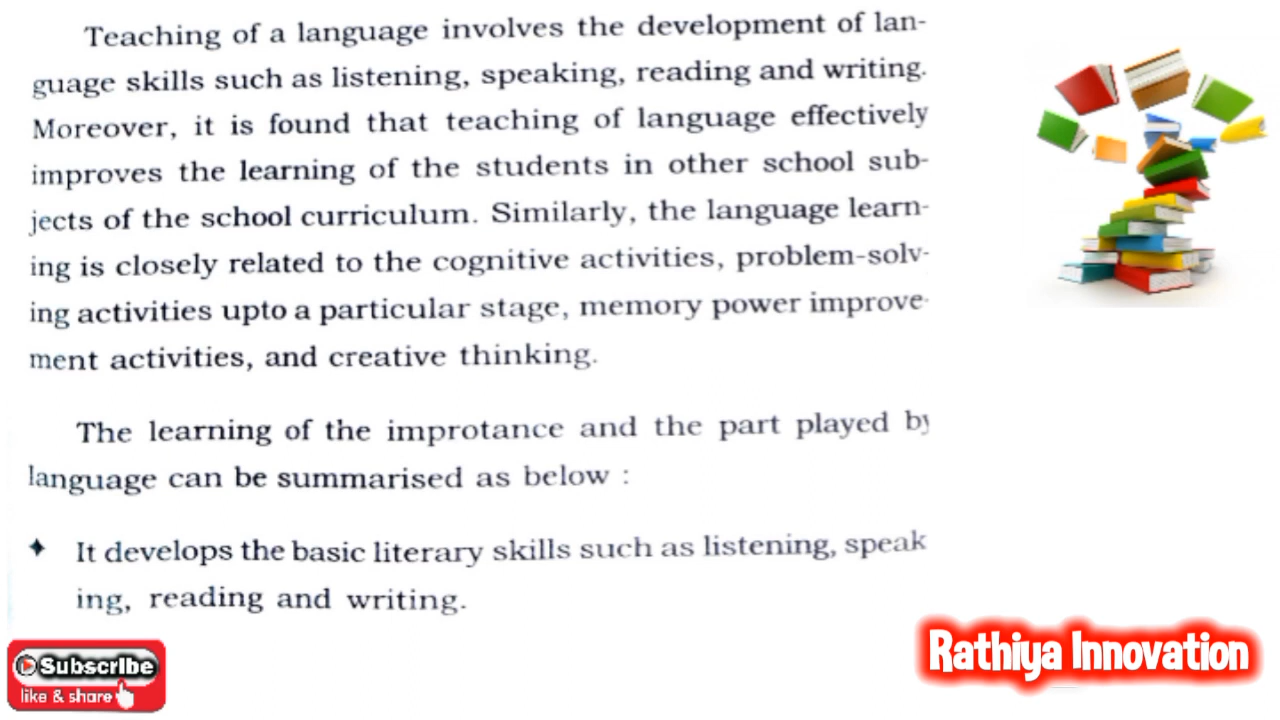 Teaching of a language involves the development of lan-
guage skills such as listening, speaking, reading and writing.
Moreover, it is found that teaching of language effectively
improves the learning of the students in other school sub-
jects of the school curriculum. Similarly, the language learn-
ing is closely related to the cognitive activities, problem-solv-
ing activities upto a particular stage, memory power improve-
ment activities, and creative thinking.
The learning of the improtance and the part played by
language can be summarised as below :
✦ It develops the basic literary skills such as listening, speak
ing, reading and writing.
Subscribe
like & share
Rathiya Innovation